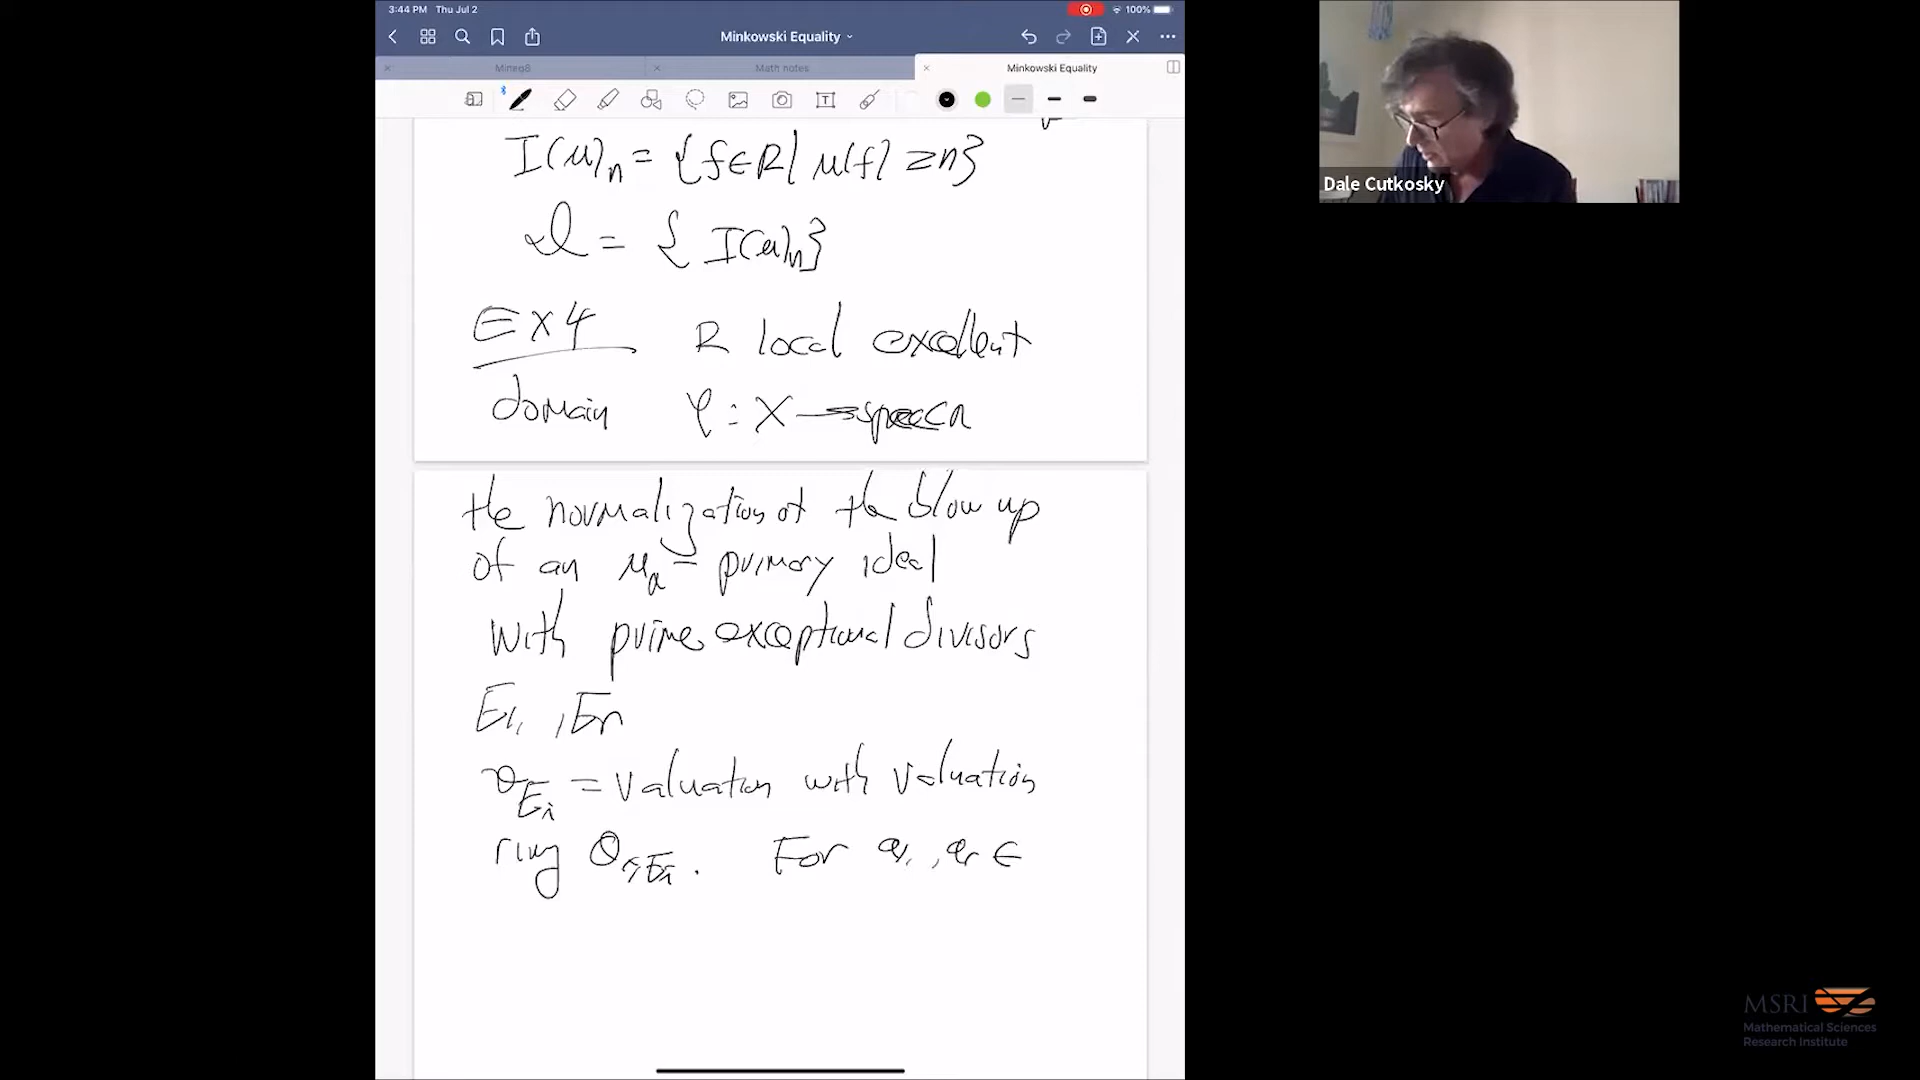 3:44 PM Thu Jul 2
100%
Minkowski Equality
Mineq8
Math notes
Minkowski Equality
I(μ)n = {f∈R | μ(f) ≥ n}
I = { I(μ)n }
EX 4 R local excellent
domain φ: X → spec R
the normalization of the blow up
of an mR-primary ideal
with prime exceptional divisors
E1, , Er
νEi = valuation with valuation
ring OX,Ei. For a1, , ar ∈
Dale Cutkosky
MSRI
Mathematical Sciences
Research Institute